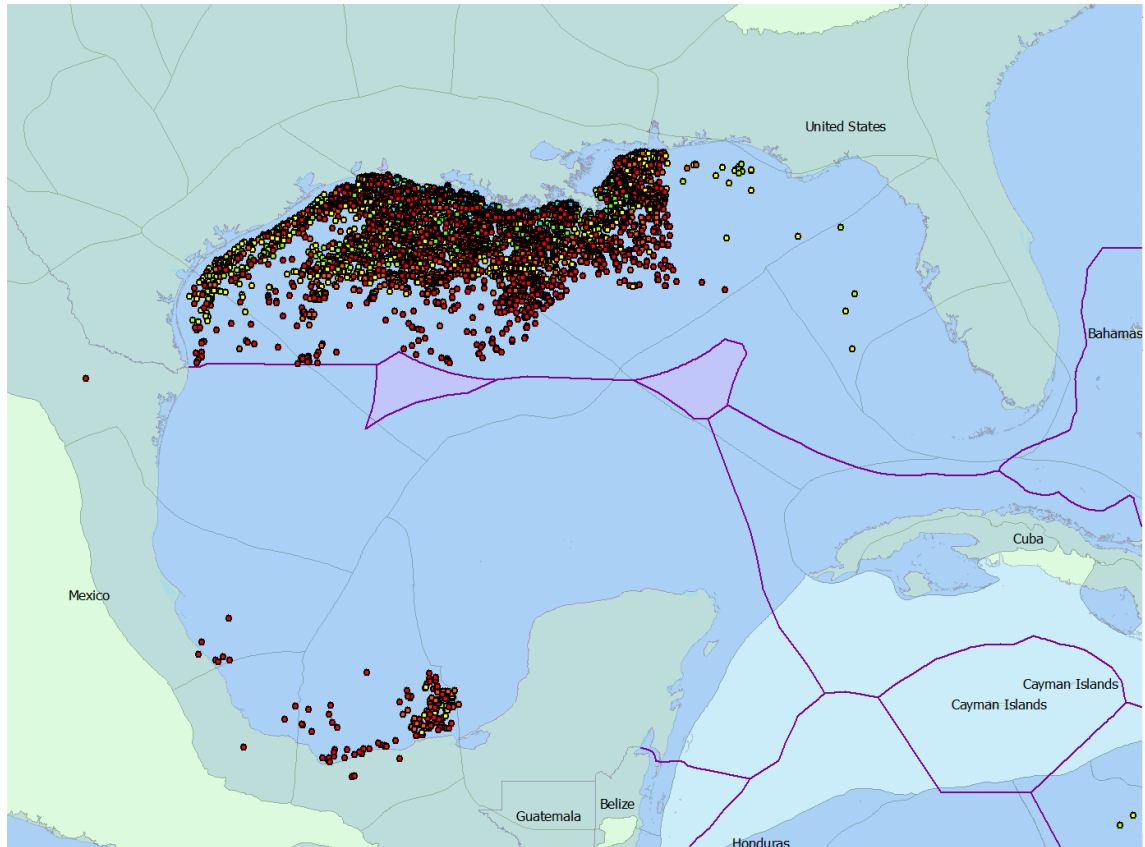 United States
Bahamas
Cuba
Mexico
Cayman Islands
Cayman Islands
Belize
Guatemala
Honduras